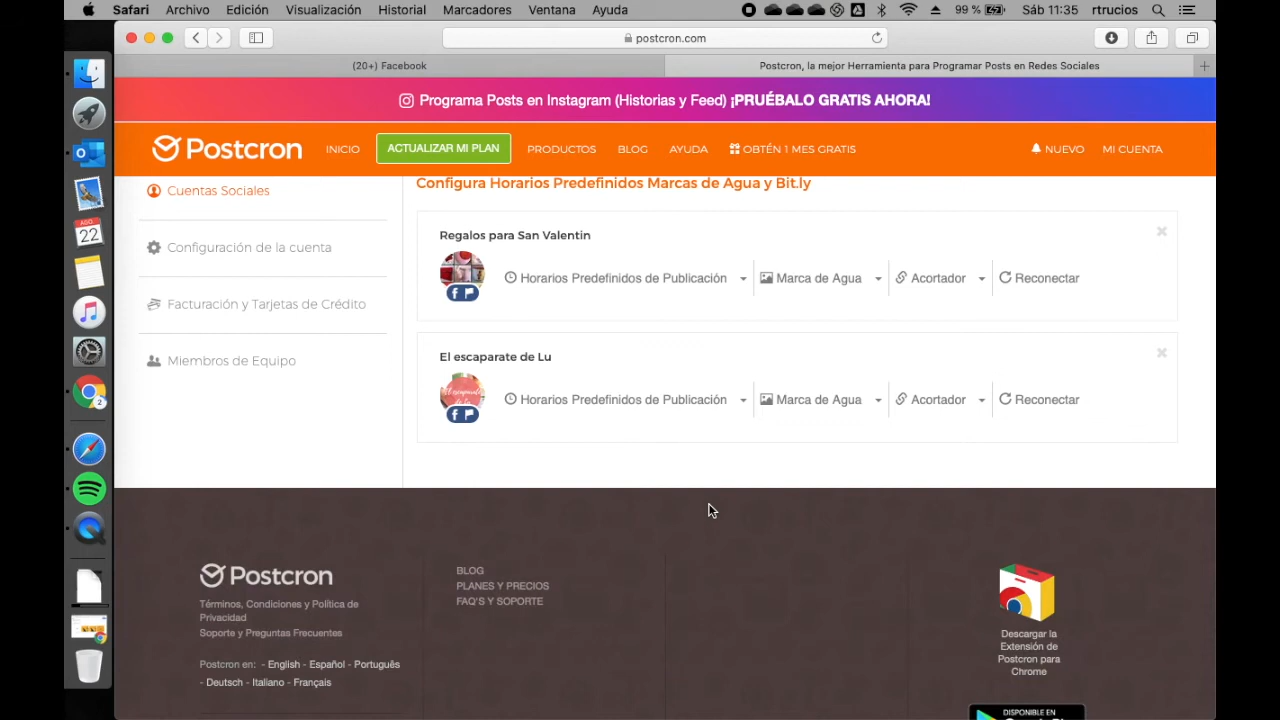 Safari Archivo Edición Visualización Historial Marcadores Ventana Ayuda 99 % Sáb 11:35 rtrucios
postcron.com
(20+) Facebook Postcron, la mejor Herramienta para Programar Posts en Redes Sociales
Programa Posts en Instagram (Historias y Feed) ¡PRUÉBALO GRATIS AHORA!
Postcron INICIO ACTUALIZAR MI PLAN PRODUCTOS BLOG AYUDA OBTÉN 1 MES GRATIS NUEVO MI CUENTA
Cuentas Sociales
Configuración de la cuenta
Facturación y Tarjetas de Crédito
Miembros de Equipo
Configura Horarios Predefinidos Marcas de Agua y Bit.ly
Regalos para San Valentin
Horarios Predefinidos de Publicación Marca de Agua Acortador Reconectar
El escaparate de Lu
Horarios Predefinidos de Publicación Marca de Agua Acortador Reconectar
AGO
22
2
Postcron
Términos, Condiciones y Política de
Privacidad
Soporte y Preguntas Frecuentes
Postcron en: - English - Español - Português
- Deutsch - Italiano - Français
BLOG
PLANES Y PRECIOS
FAQ'S Y SOPORTE
Descargar la
Extensión de
Postcron para
Chrome
DISPONIBLE EN